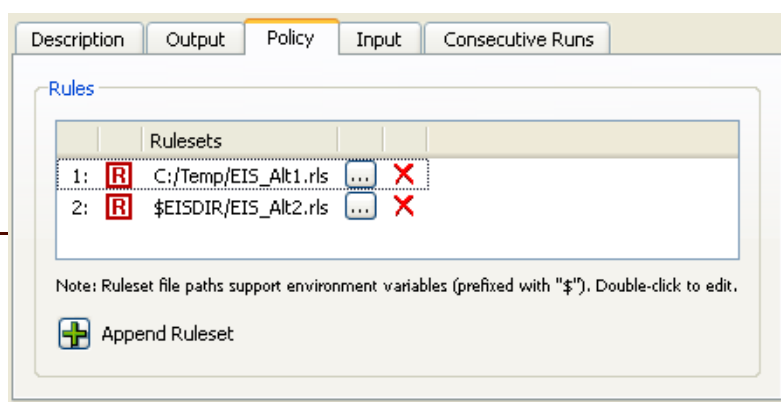 Description Output Policy Input Consecutive Runs
Rules
Rulesets
1: R C:/Temp/EIS_Alt1.rls ...
2: R $EISDIR/EIS_Alt2.rls ...
Note: Ruleset file paths support environment variables (prefixed with "$"). Double-click to edit.
Append Ruleset